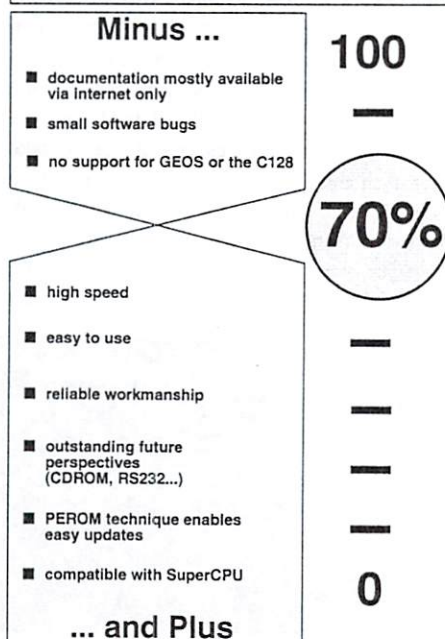 Minus ...
■ documentation mostly available
via internet only
■ small software bugs
■ no support for GEOS or the C128
■ high speed
■ easy to use
■ reliable workmanship
■ outstanding future
perspectives
(CDROM, RS232...)
■ PEROM technique enables
easy updates
■ compatible with SuperCPU
... and Plus
100
70%
0